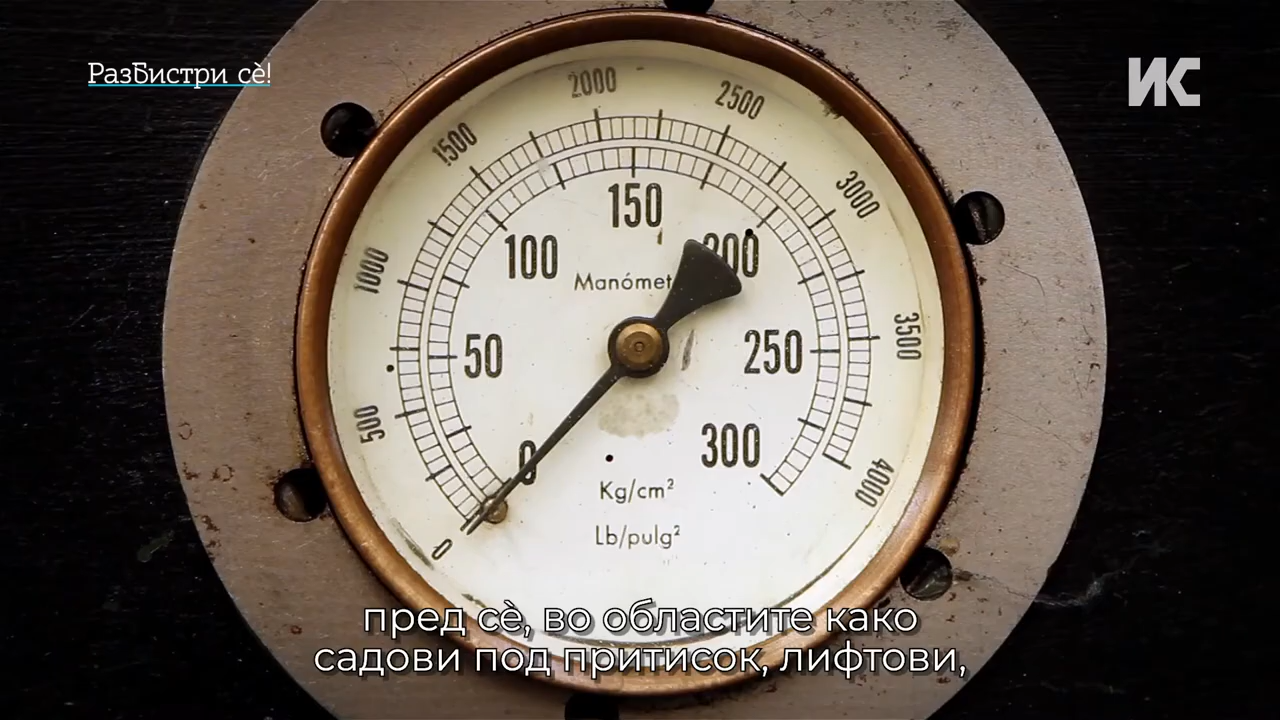 РазБистри сѐ!
ИС
2000
2500
1500
3000
150
100
200
1000
Manómet
3500
50
250
500
0
300
4000
Kg/cm²
0
Lb/pulg²
пред сѐ, во областите како
садови под притисок, лифтови,